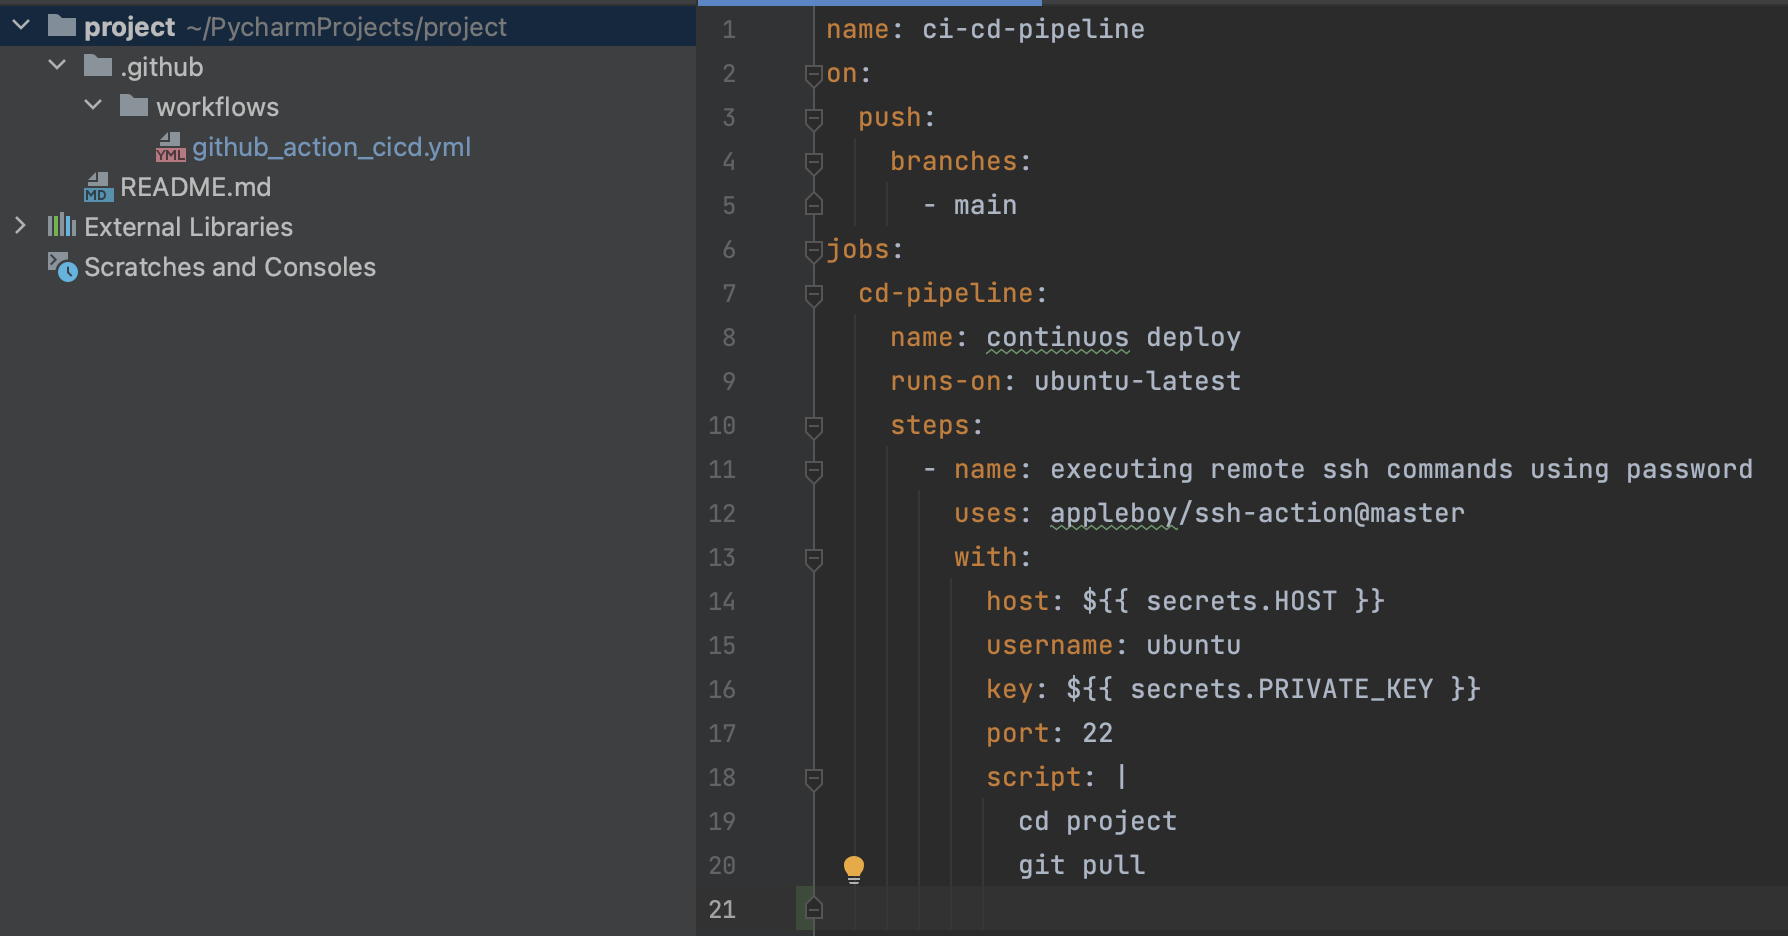 project ~/PycharmProjects/project
.github
workflows
YML github_action_cicd.yml
MD README.md
External Libraries
Scratches and Consoles
1 name: ci-cd-pipeline
2 on:
3 push:
4 branches:
5 - main
6 jobs:
7 cd-pipeline:
8 name: continuos deploy
9 runs-on: ubuntu-latest
10 steps:
11 - name: executing remote ssh commands using password
12 uses: appleboy/ssh-action@master
13 with:
14 host: ${{ secrets.HOST }}
15 username: ubuntu
16 key: ${{ secrets.PRIVATE_KEY }}
17 port: 22
18 script: |
19 cd project
20 git pull
21